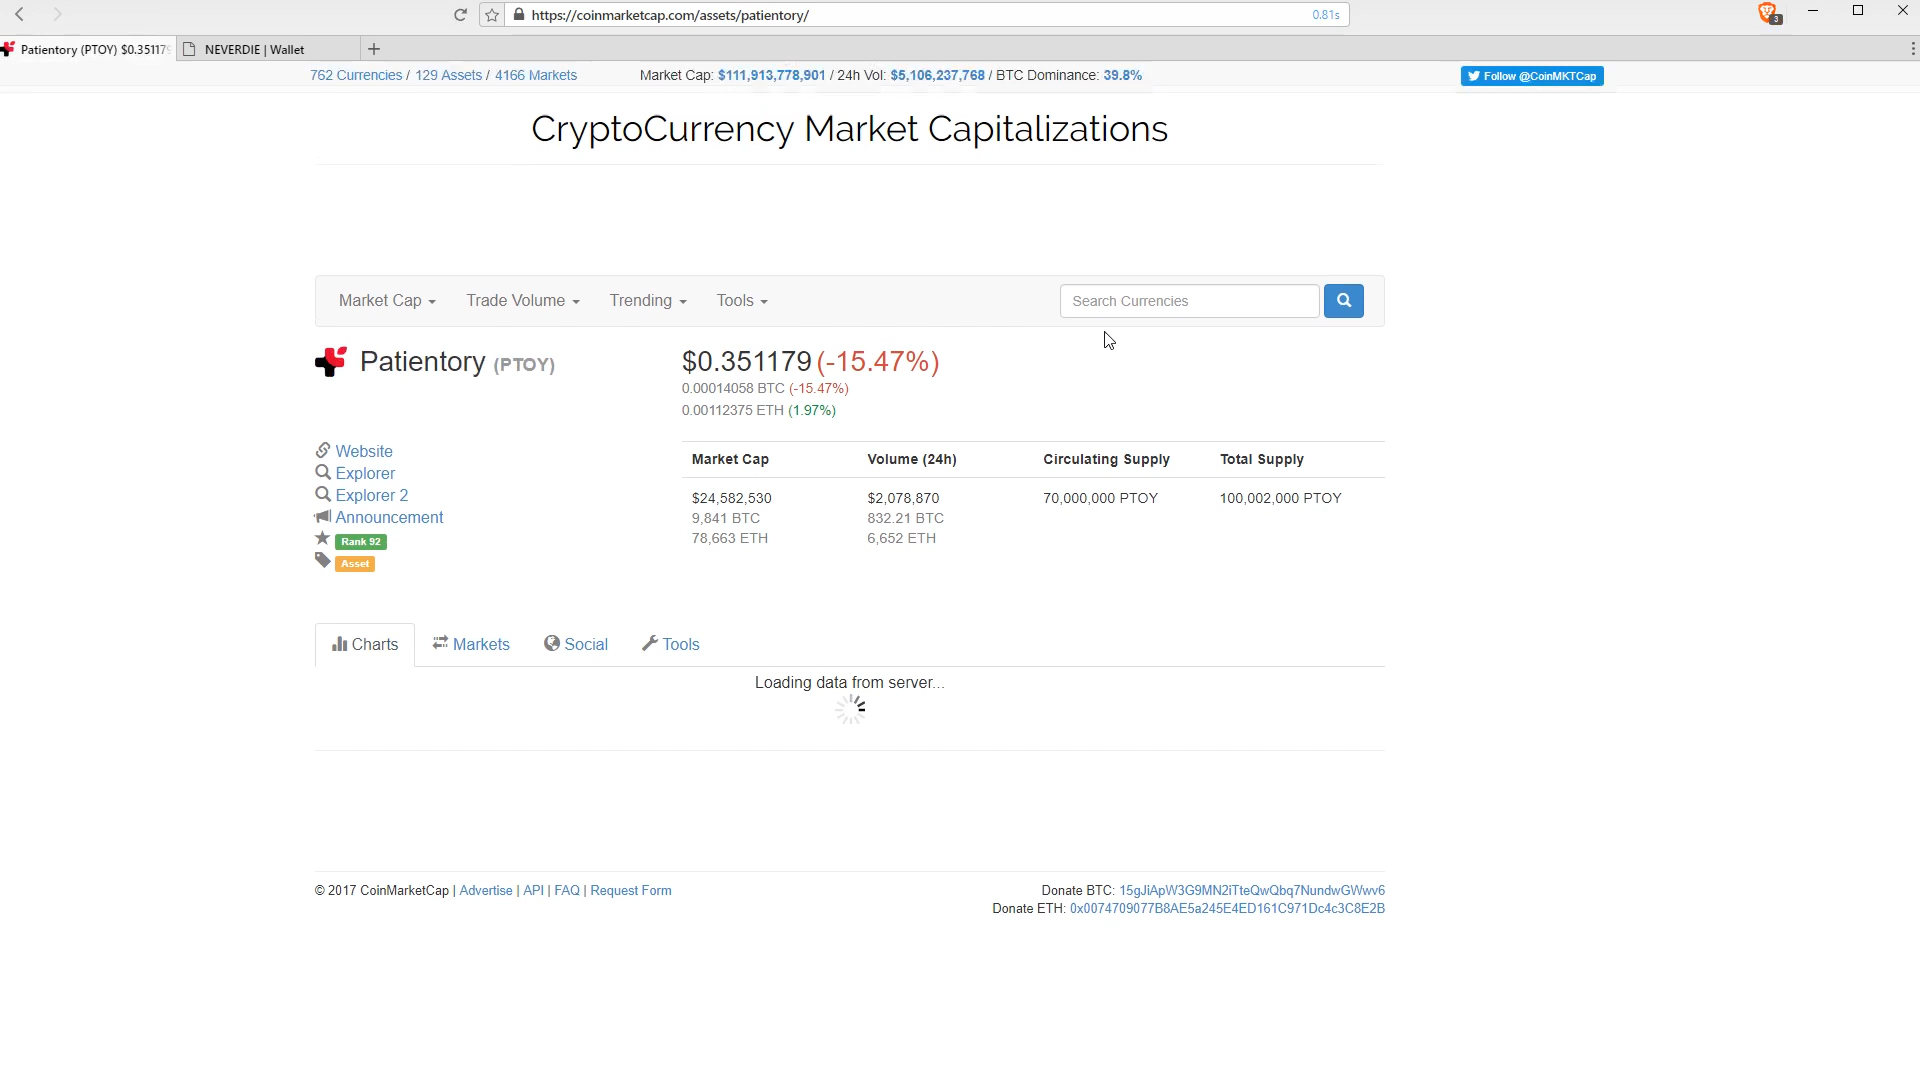 https://coinmarketcap.com/assets/patientory/
0.81s
3
Patientory (PTOY) $0.351179
NEVERDIE | Wallet
762 Currencies / 129 Assets / 4166 Markets
Market Cap: $111,913,778,901 / 24h Vol: $5,106,237,768 / BTC Dominance: 39.8%
Follow @CoinMKTCap
CryptoCurrency Market Capitalizations
Market Cap
Trade Volume
Trending
Tools
Search Currencies
Patientory (PTOY)
$0.351179 (-15.47%)
0.00014058 BTC (-15.47%)
0.00112375 ETH (1.97%)
Website
Explorer
Explorer 2
Announcement
Rank 92
Asset
Market Cap Volume (24h) Circulating Supply Total Supply
$24,582,530 $2,078,870 70,000,000 PTOY 100,002,000 PTOY
9,841 BTC 832.21 BTC
78,663 ETH 6,652 ETH
Charts Markets Social Tools
Loading data from server...
© 2017 CoinMarketCap | Advertise | API | FAQ | Request Form
Donate BTC: 15gJiApW3G9MN2iTteQwQbq7NundwGWwv6
Donate ETH: 0x0074709077B8AE5a245E4ED161C971Dc4c3C8E2B